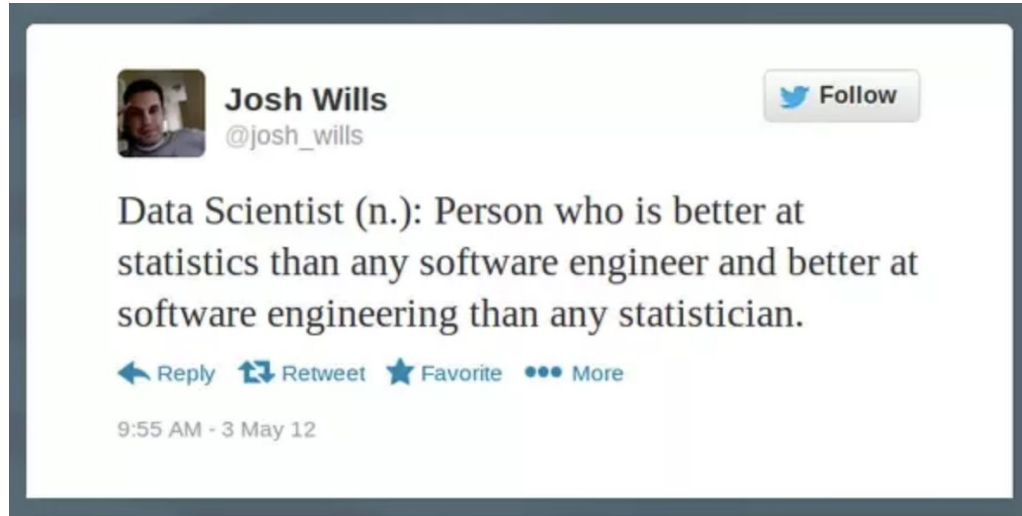 Josh Wills
@josh_wills
Follow
Data Scientist (n.): Person who is better at
statistics than any software engineer and better at
software engineering than any statistician.
Reply Retweet Favorite More
9:55 AM - 3 May 12